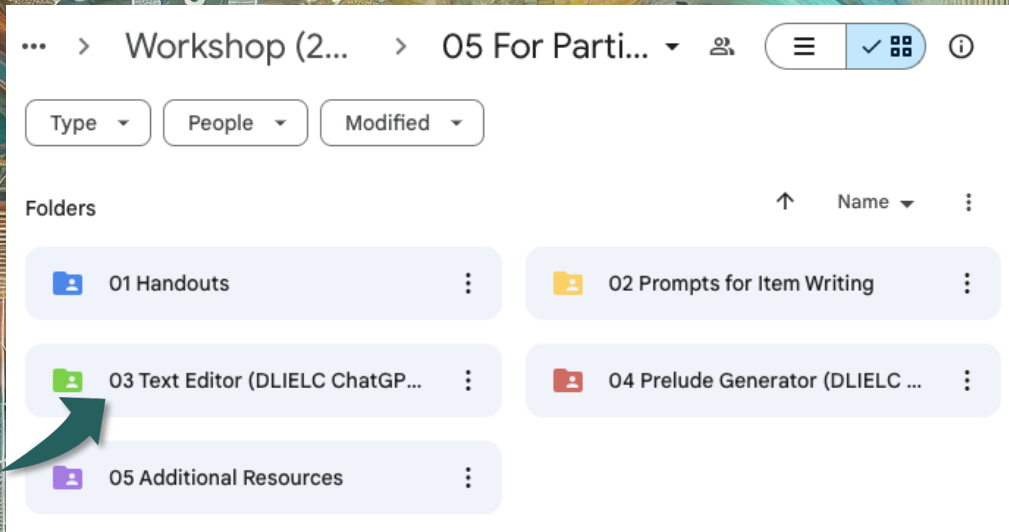 ... > Workshop (2... > 05 For Parti...
Type People Modified
Folders Name
01 Handouts 02 Prompts for Item Writing
03 Text Editor (DLIELC ChatGP... 04 Prelude Generator (DLIELC ...
05 Additional Resources